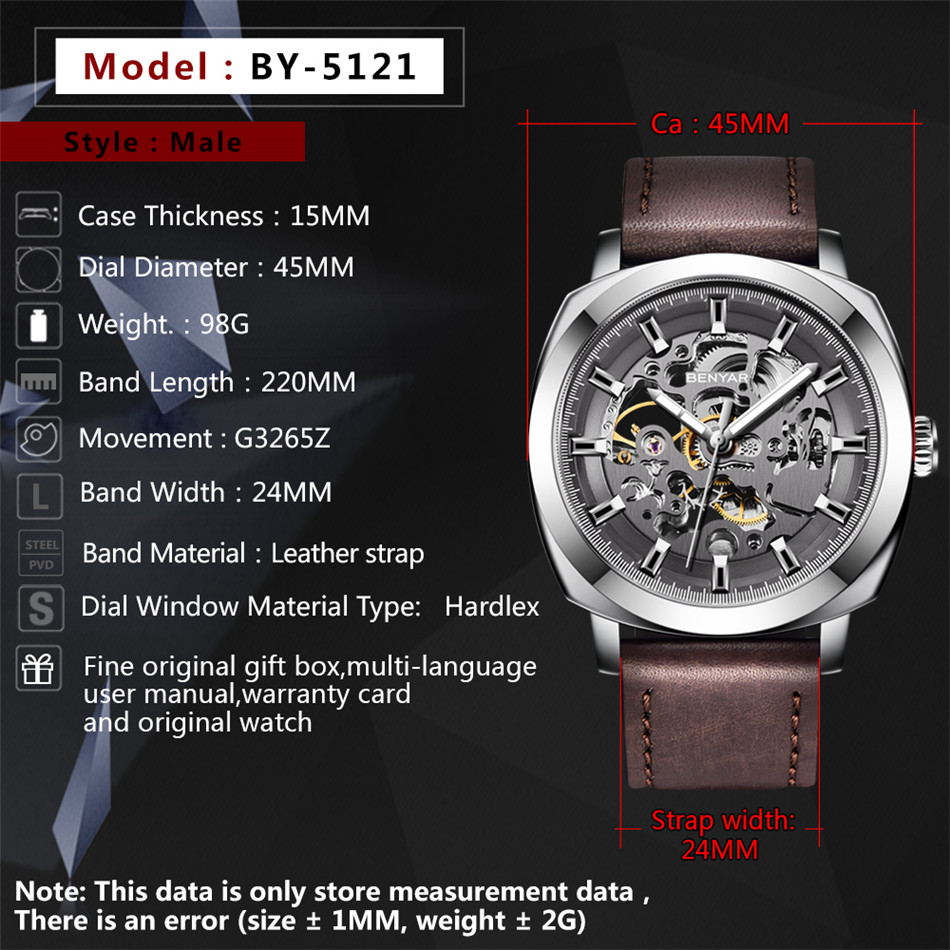 Model : BY-5121
Style : Male
Ca : 45MM
Case Thickness : 15MM
Dial Diameter : 45MM
Weight. : 98G
mm
Band Length : 220MM
Movement : G3265Z
L
Band Width : 24MM
STEEL
PVD
Band Material : Leather strap
S
Dial Window Material Type: Hardlex
Fine original gift box,multi-language
user manual,warranty card
and original watch
BENYAR
Strap width:
24MM
Note: This data is only store measurement data ,
There is an error (size ± 1MM, weight ± 2G)